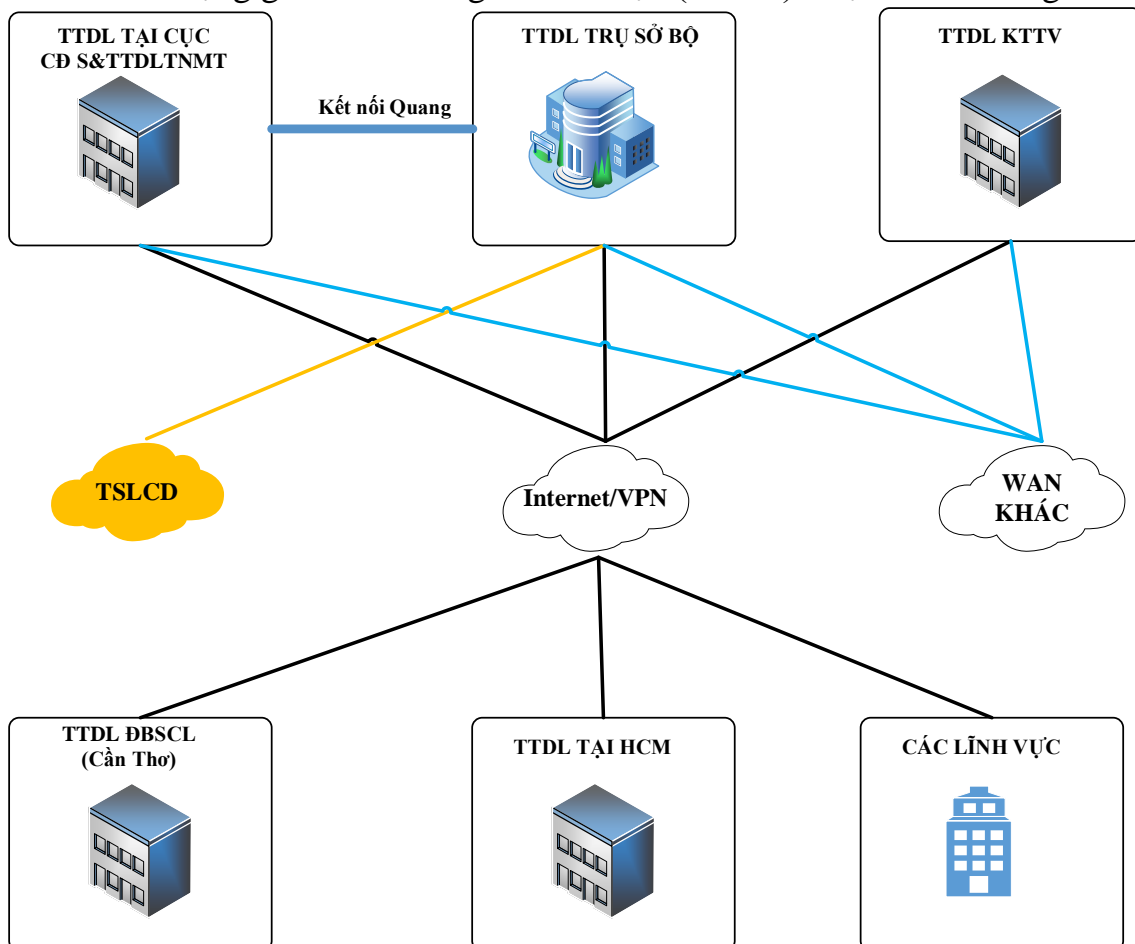 TTDL TẠI CỤC
CĐ S&TTDLTNMT
TTDL TRỤ SỞ BỘ
TTDL KTTV
Kết nối Quang
TSLCD
Internet/VPN
WAN
KHÁC
TTDL ĐBSCL
(Cần Thơ)
TTDL TẠI HCM
CÁC LĨNH VỰC